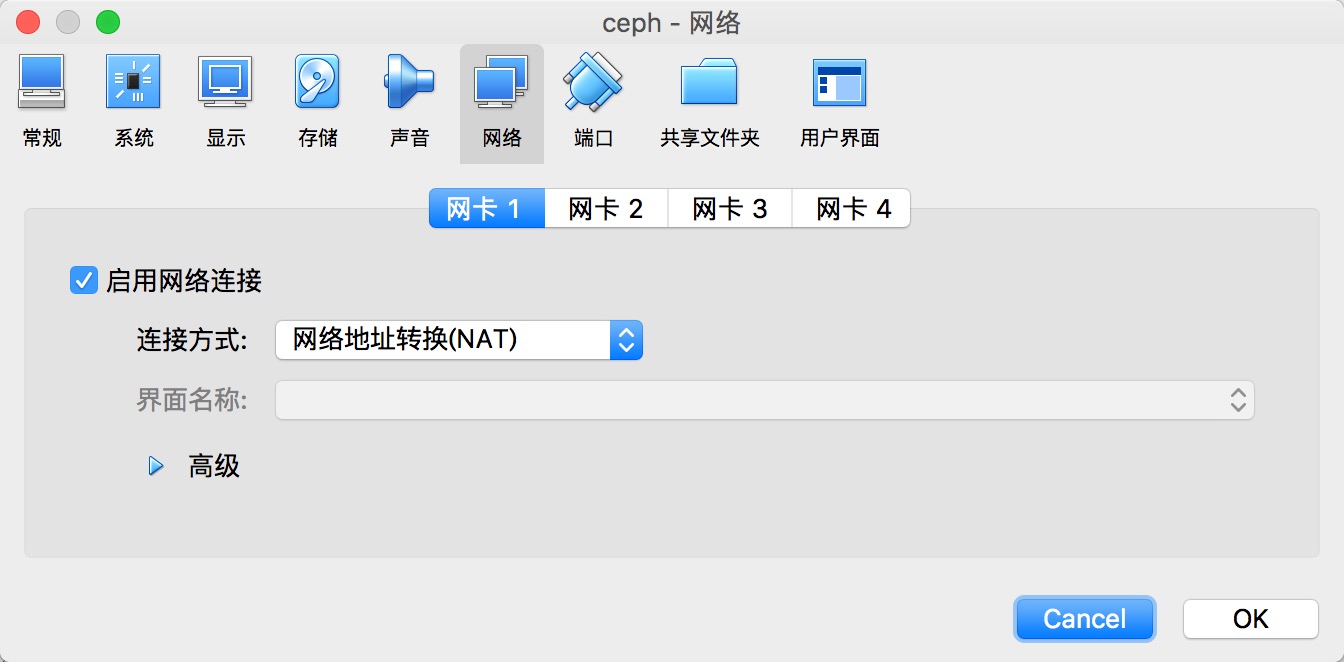 ceph - 网络
常规 系统 显示 存储 声音 网络 端口 共享文件夹 用户界面
网卡 1 网卡 2 网卡 3 网卡 4
启用网络连接
连接方式: 网络地址转换(NAT)
界面名称:
高级
Cancel OK